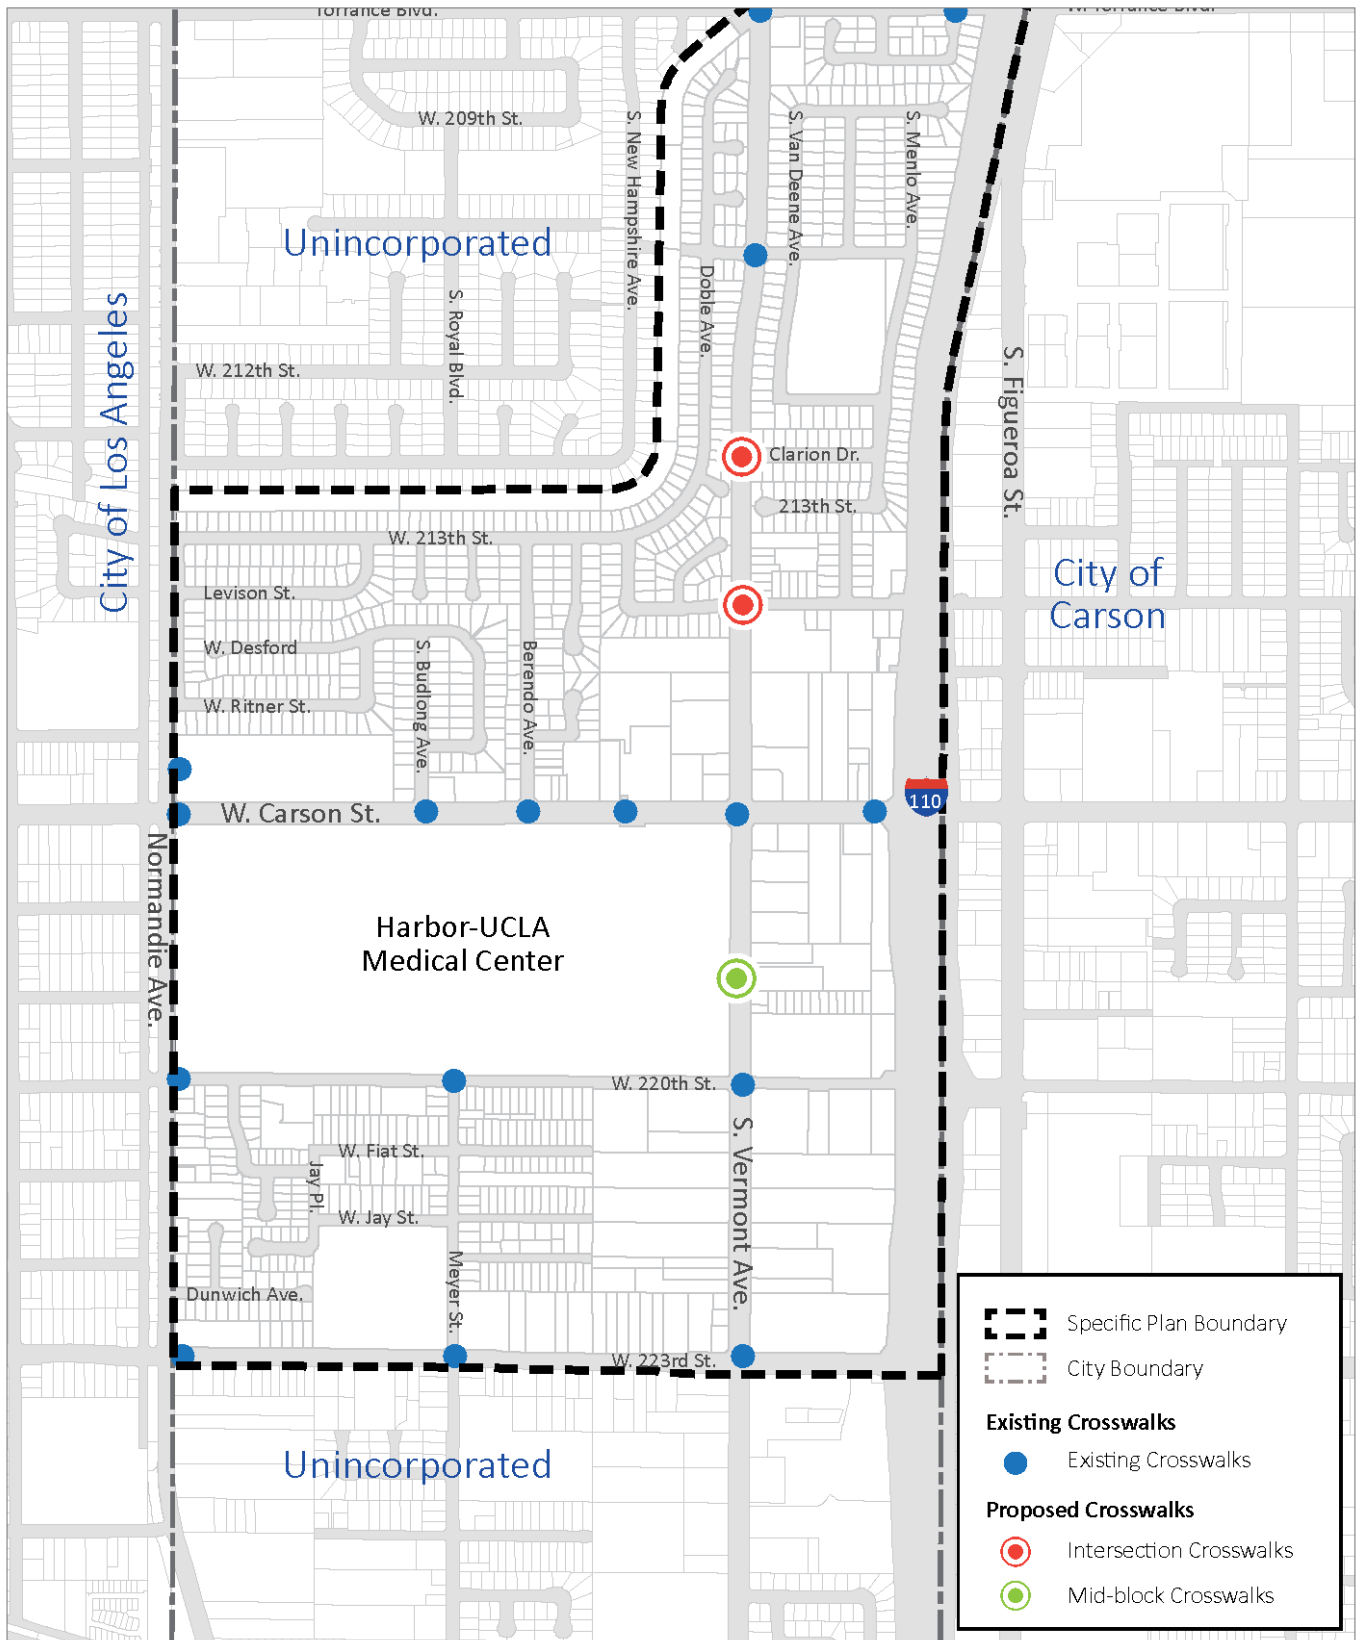 Torrance Blvd.
W. Torrance Blvd.
W. 209th St.
S. New Hampshire Ave.
S. Van Deene Ave.
S. Menlo Ave.
Unincorporated
Doble Ave.
S. Royal Blvd.
City of Los Angeles
W. 212th St.
S. Figueroa St.
Clarion Dr.
213th St.
W. 213th St.
City of
Carson
Levison St.
W. Desford
S. Budlong Ave.
Berendo Ave.
W. Ritner St.
110
W. Carson St.
Normandie Ave.
Harbor-UCLA
Medical Center
W. 220th St.
S. Vermont Ave.
W. Fiat St.
Jay Pl.
W. Jay St.
Meyer St.
Dunwich Ave.
W. 223rd St.
Unincorporated
Specific Plan Boundary
City Boundary
Existing Crosswalks
Existing Crosswalks
Proposed Crosswalks
Intersection Crosswalks
Mid-block Crosswalks